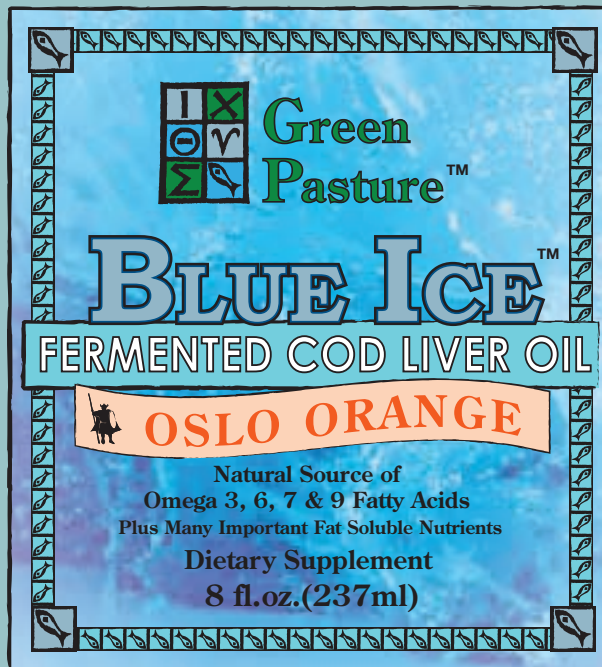 I X
Θ ϒ
Σ
Green
Pasture™
BLUE ICE™
FERMENTED COD LIVER OIL
OSLO ORANGE
Natural Source of
Omega 3, 6, 7 & 9 Fatty Acids
Plus Many Important Fat Soluble Nutrients
Dietary Supplement
8 fl.oz.(237ml)